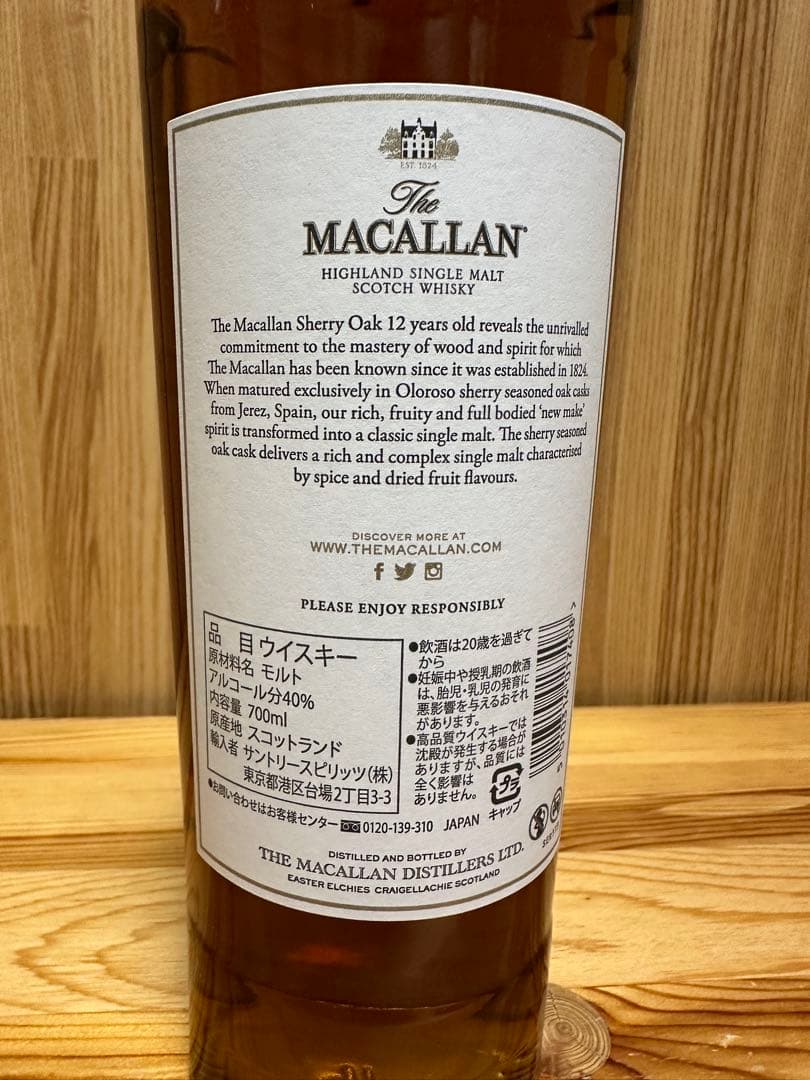 EST. 1824
The
MACALLAN
HIGHLAND SINGLE MALT
SCOTCH WHISKY
The Macallan Sherry Oak 12 years old reveals the unrivalled
commitment to the mastery of wood and spirit for which
The Macallan has been known since it was established in 1824.
When matured exclusively in Oloroso sherry seasoned oak casks
from Jerez, Spain, our rich, fruity and full bodied 'new make'
spirit is transformed into a classic single malt. The sherry seasoned
oak cask delivers a rich and complex single malt characterised
by spice and dried fruit flavours.
DISCOVER MORE AT
WWW.THEMACALLAN.COM
PLEASE ENJOY RESPONSIBLY
品 目 ウイスキー
原材料名 モルト
アルコール分40%
内容量 700ml
原産地 スコットランド
輸入者 サントリースピリッツ(株)
東京都港区台場2丁目3-3
●お問い合わせはお客様センター 0120-139-310 JAPAN
●飲酒は20歳を過ぎて
から
●妊娠中や授乳期の飲酒
は、胎児・乳児の発育に
悪影響を与えるおそれ
があります。
●高品質ウイスキーでは
沈殿が発生する場合が
ありますが、品質には
全く影響は
ありません。
プラ
キャップ
DISTILLED AND BOTTLED BY
THE MACALLAN DISTILLERS LTD.
EASTER ELCHIES CRAIGELLACHIE SCOTLAND